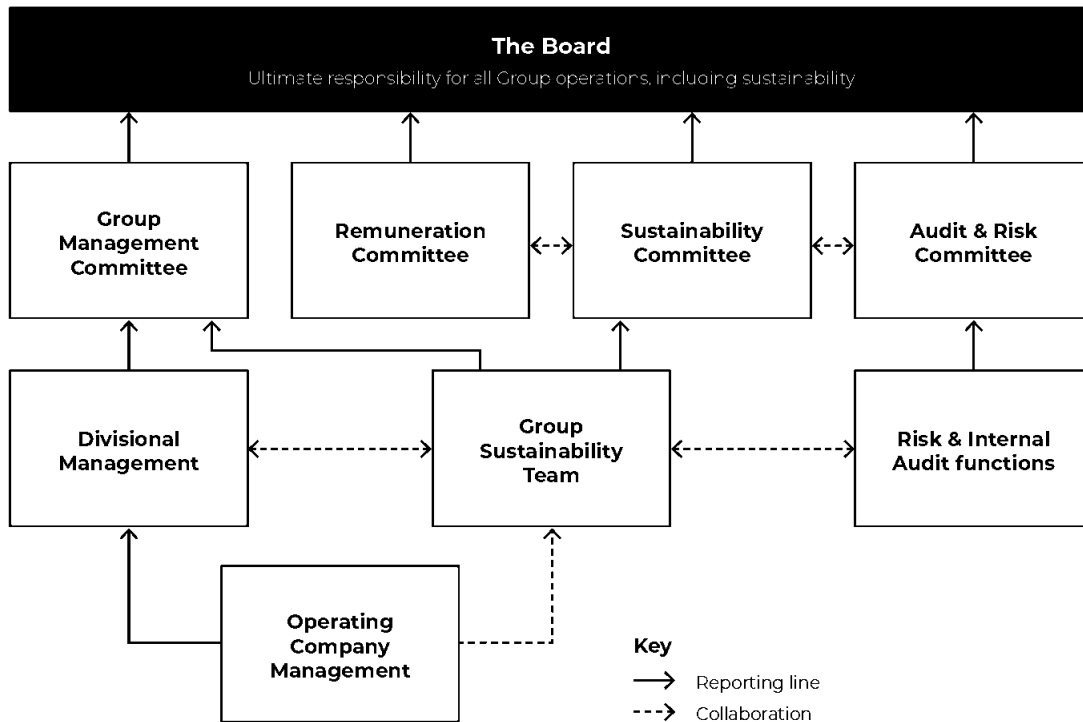 The Board
Ultimate responsibility for all Group operations, including sustainability
Group
Management
Committee
Remuneration
Committee
Sustainability
Committee
Audit & Risk
Committee
Divisional
Management
Group
Sustainability
Team
Risk & Internal
Audit functions
Operating
Company
Management
Key
Reporting line
Collaboration